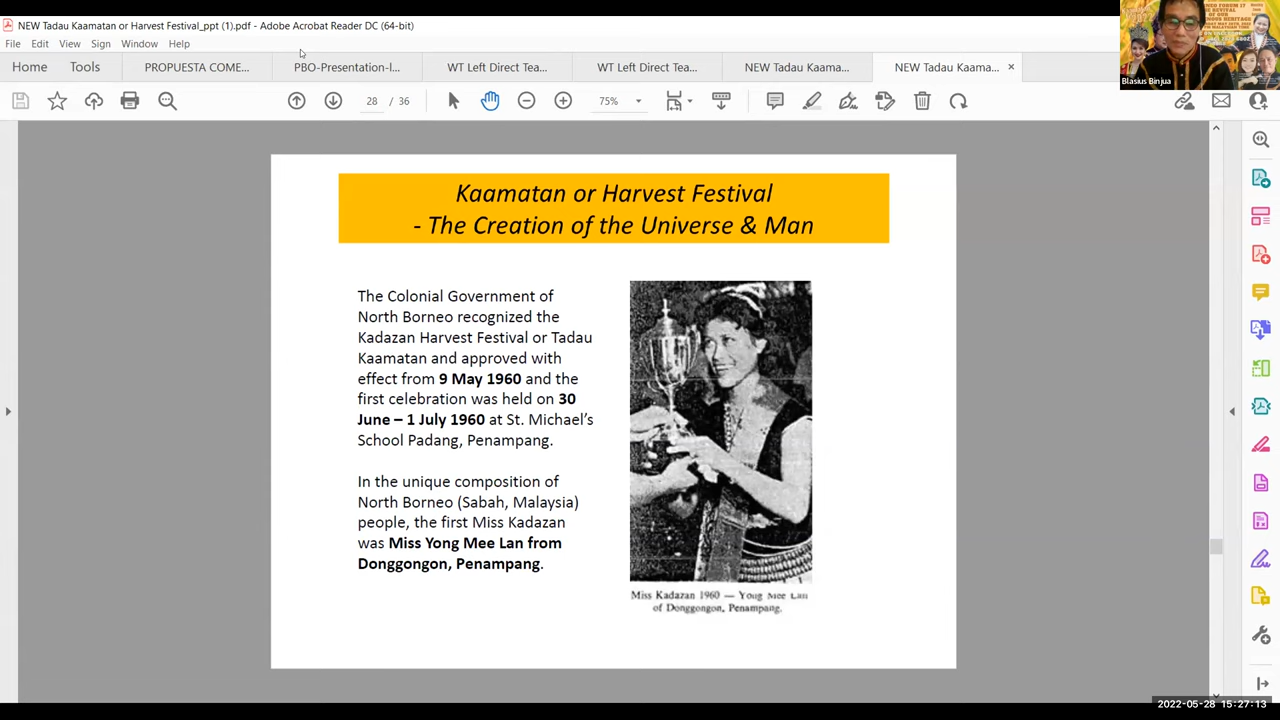 NEW Tadau Kaamatan or Harvest Festival_ppt (1).pdf - Adobe Acrobat Reader DC (64-bit)
File Edit View Sign Window Help
Home Tools PROPUESTA COME... PBO-Presentation-I... WT Left Direct Tea... WT Left Direct Tea... NEW Tadau Kaama... NEW Tadau Kaama... ×
28 / 36 75%
Blasius Binjua
Kaamatan or Harvest Festival
- The Creation of the Universe & Man
The Colonial Government of
North Borneo recognized the
Kadazan Harvest Festival or Tadau
Kaamatan and approved with
effect from 9 May 1960 and the
first celebration was held on 30
June – 1 July 1960 at St. Michael's
School Padang, Penampang.
In the unique composition of
North Borneo (Sabah, Malaysia)
people, the first Miss Kadazan
was Miss Yong Mee Lan from
Donggongon, Penampang.
Miss Kadazan 1960 — Yong Mee Lan
of Donggongon, Penampang.
2022-05-28 15:27:13